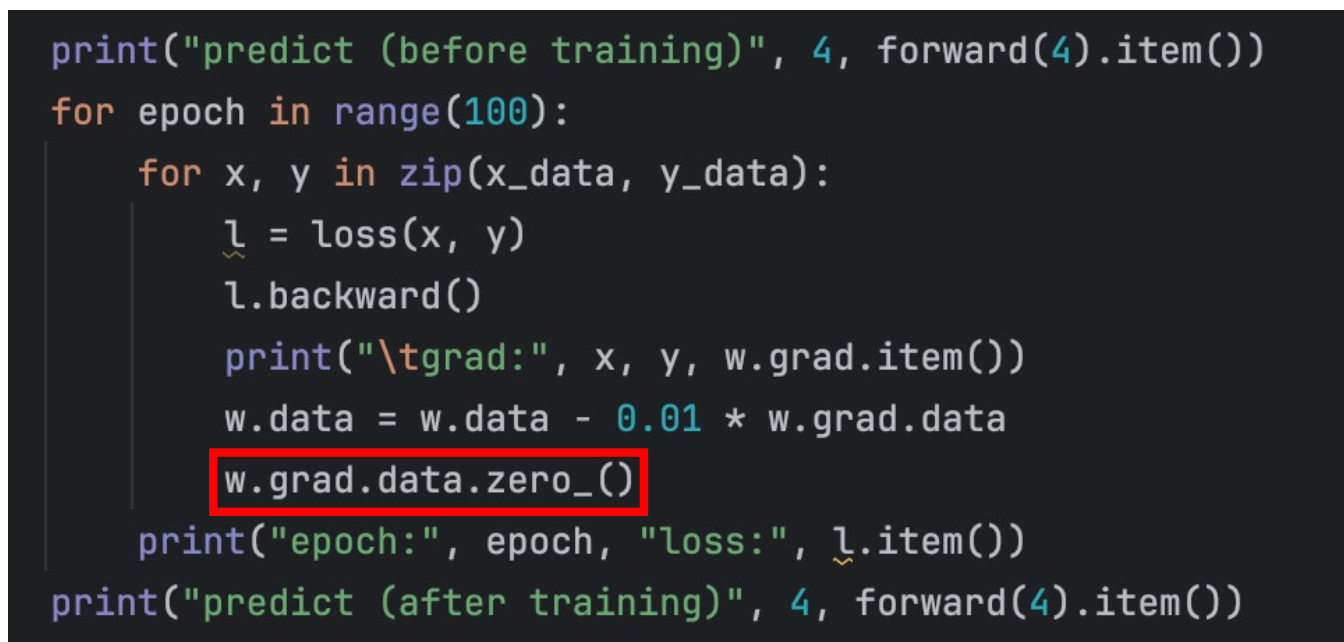 print("predict (before training)", 4, forward(4).item())
for epoch in range(100):
    for x, y in zip(x_data, y_data):
        l = loss(x, y)
        l.backward()
        print("\tgrad:", x, y, w.grad.item())
        w.data = w.data - 0.01 * w.grad.data
        w.grad.data.zero_()
    print("epoch:", epoch, "loss:", l.item())
print("predict (after training)", 4, forward(4).item())